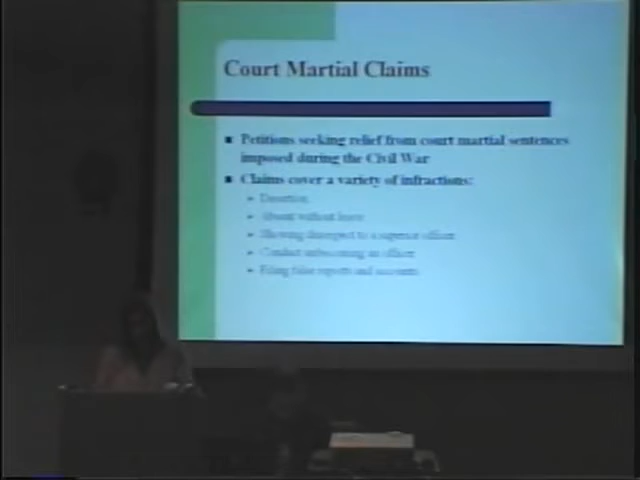 Court Martial Claims
Petitions seeking relief from court martial sentences
imposed during the Civil War
Claims cover a variety of infractions:
Desertion
Absent without leave
Showing disrespect to a superior officer
Conduct unbecoming an officer
Filing false reports and accounts